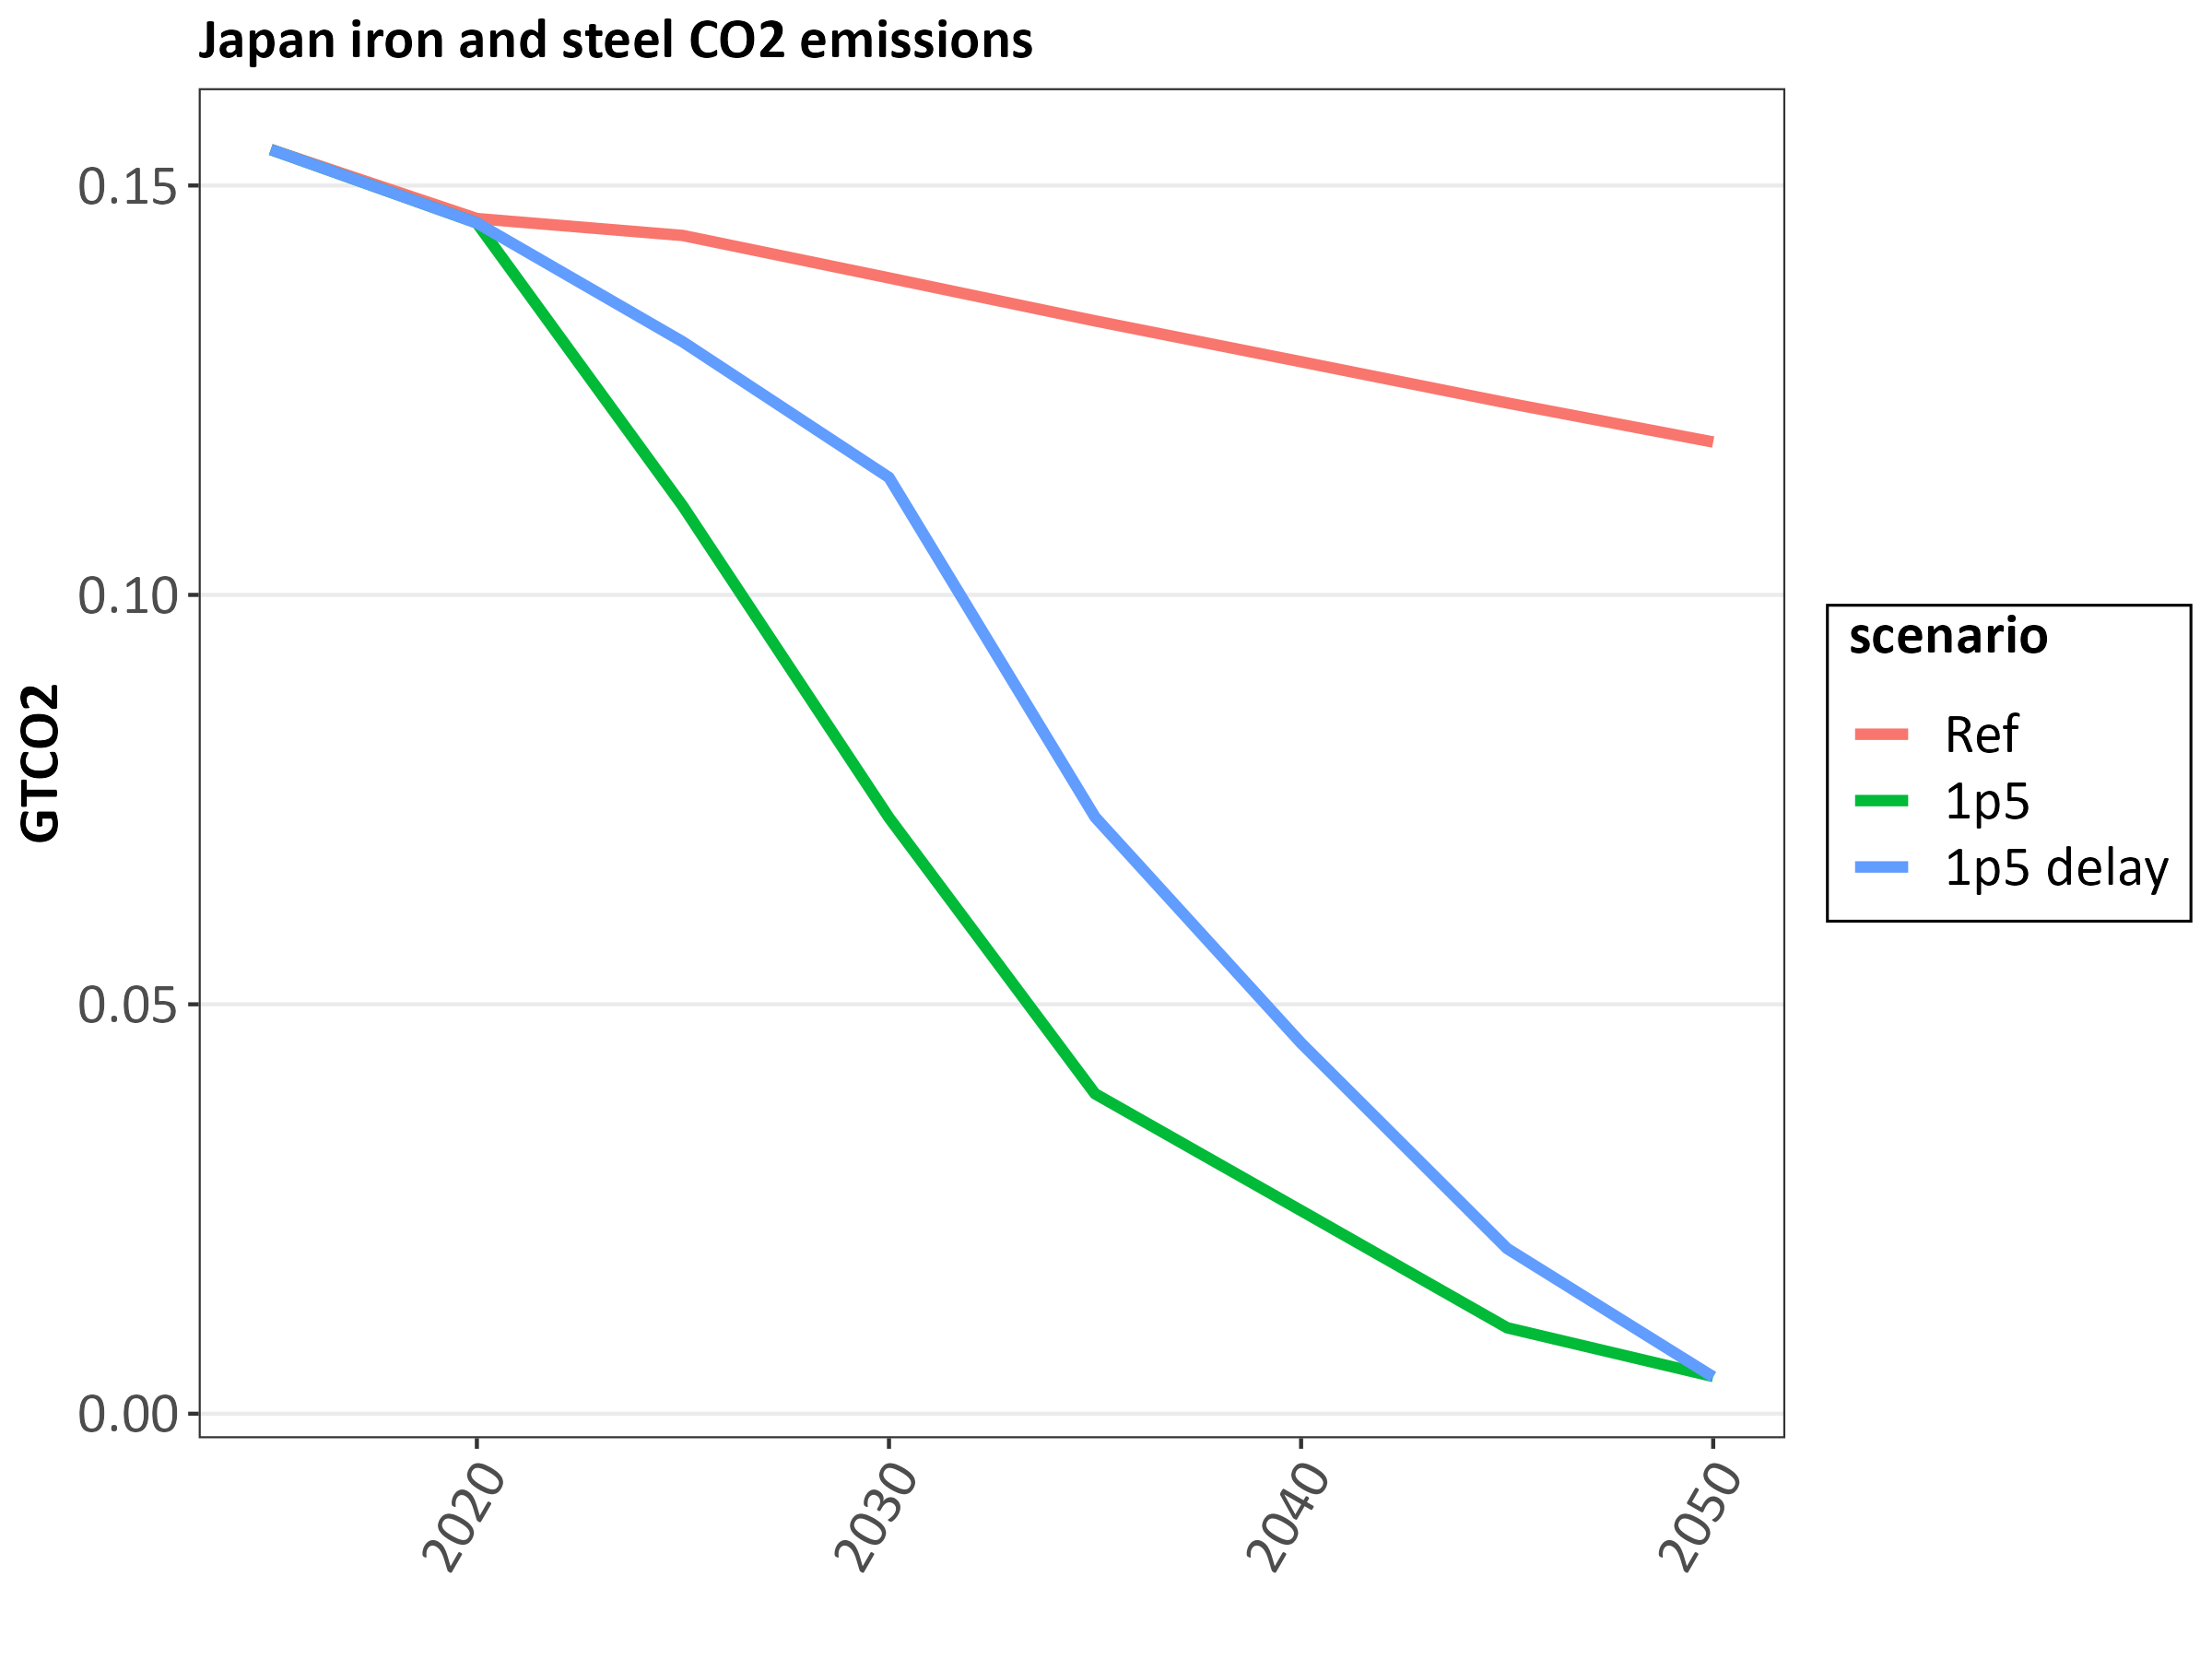 Japan iron and steel CO2 emissions
GTCO2
0.15
0.10
0.05
0.00
2020
2030
2040
2050
scenario
Ref
1p5
1p5 delay